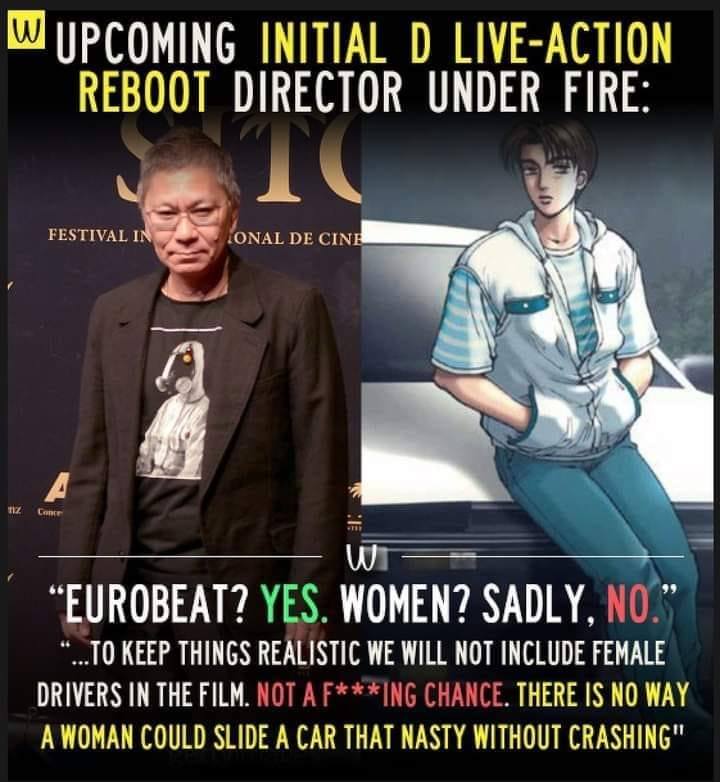 W UPCOMING INITIAL D LIVE-ACTION
REBOOT DIRECTOR UNDER FIRE:
FESTIVAL IN ONAL DE CINE
W
“EUROBEAT? YES. WOMEN? SADLY, NO.”
“...TO KEEP THINGS REALISTIC WE WILL NOT INCLUDE FEMALE
DRIVERS IN THE FILM. NOT A F***ING CHANCE. THERE IS NO WAY
A WOMAN COULD SLIDE A CAR THAT NASTY WITHOUT CRASHING"